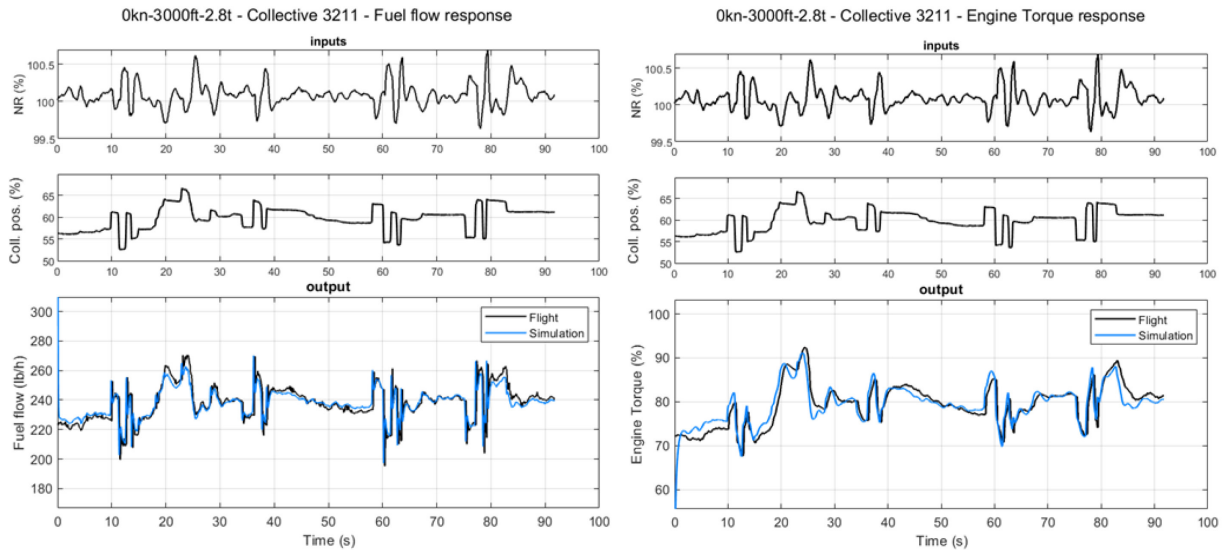 0kn-3000ft-2.8t - Collective 3211 - Fuel flow response
inputs
100.5
100
99.5
NR (%)
0 10 20 30 40 50 60 70 80 90 100
65
60
55
50
Coll. pos. (%)
0 10 20 30 40 50 60 70 80 90 100
output
300
280
260
240
220
200
180
Fuel flow (lb/h)
Flight
Simulation
0 10 20 30 40 50 60 70 80 90 100
Time (s)
0kn-3000ft-2.8t - Collective 3211 - Engine Torque response
inputs
100.5
100
99.5
NR (%)
0 10 20 30 40 50 60 70 80 90 100
65
60
55
50
Coll. pos. (%)
0 10 20 30 40 50 60 70 80 90 100
output
100
90
80
70
60
Engine Torque (%)
Flight
Simulation
0 10 20 30 40 50 60 70 80 90 100
Time (s)